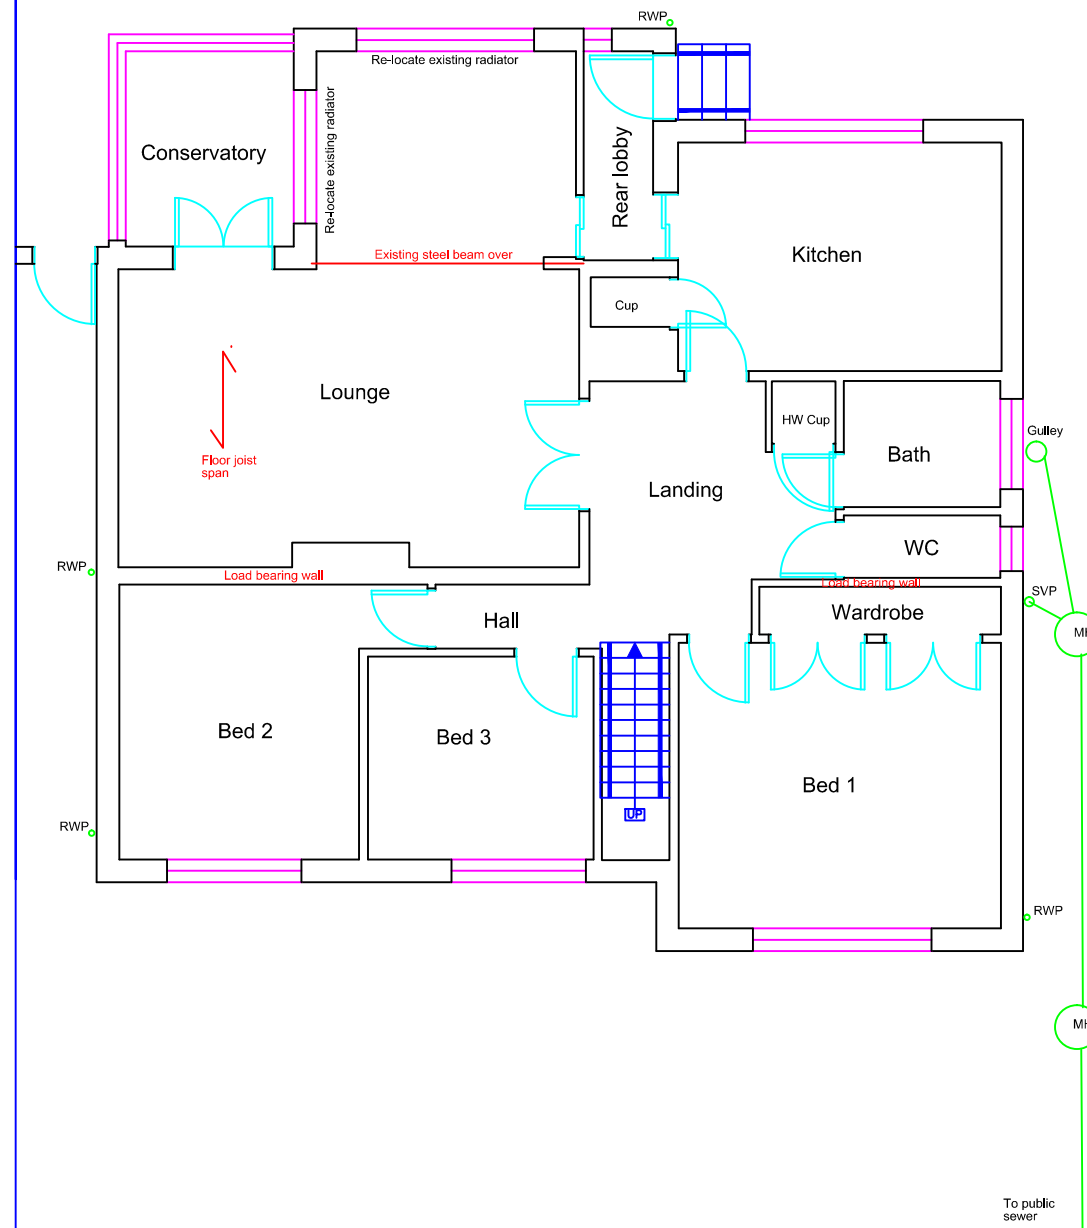 RWP
Re-locate existing radiator
Re-locate existing radiator
Conservatory
Rear lobby
Existing steel beam over
Kitchen
Cup
Lounge
HW Cup
Gulley
Bath
Floor joist
span
Landing
WC
RWP
Load bearing wall
Load bearing wall
SVP
Wardrobe
Hall
MH
Bed 2
Bed 3
Bed 1
UP
RWP
RWP
MH
To public
sewer